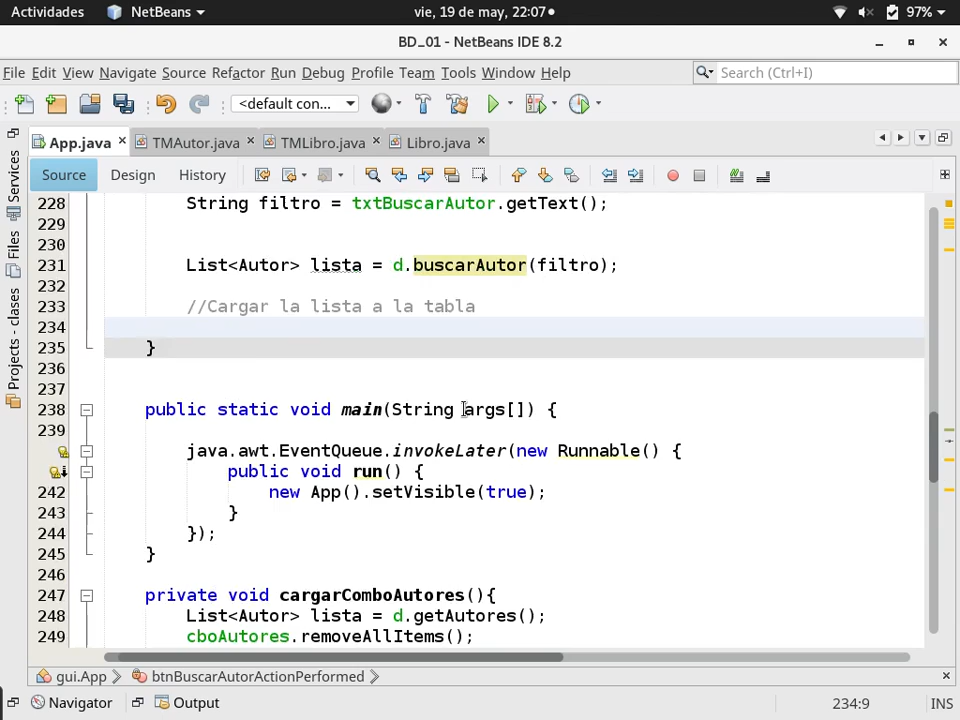 Actividades NetBeans vie, 19 de may, 22:07 97%
BD_01 - NetBeans IDE 8.2
File Edit View Navigate Source Refactor Run Debug Profile Team Tools Window Help Search (Ctrl+I)
<default con...
App.java TMAutor.java TMLibro.java Libro.java
Source Design History
Services
Files
Projects - clases
228 String filtro = txtBuscarAutor.getText();
229
230
231 List<Autor> lista = d.buscarAutor(filtro);
232
233 //Cargar la lista a la tabla
234
235 }
236
237
238 public static void main(String args[]) {
239
java.awt.EventQueue.invokeLater(new Runnable() {
public void run() {
242 new App().setVisible(true);
243 }
244 });
245 }
246
247 private void cargarComboAutores(){
248 List<Autor> lista = d.getAutores();
249 cboAutores.removeAllItems();
gui.App btnBuscarAutorActionPerformed
Navigator Output 234:9 INS